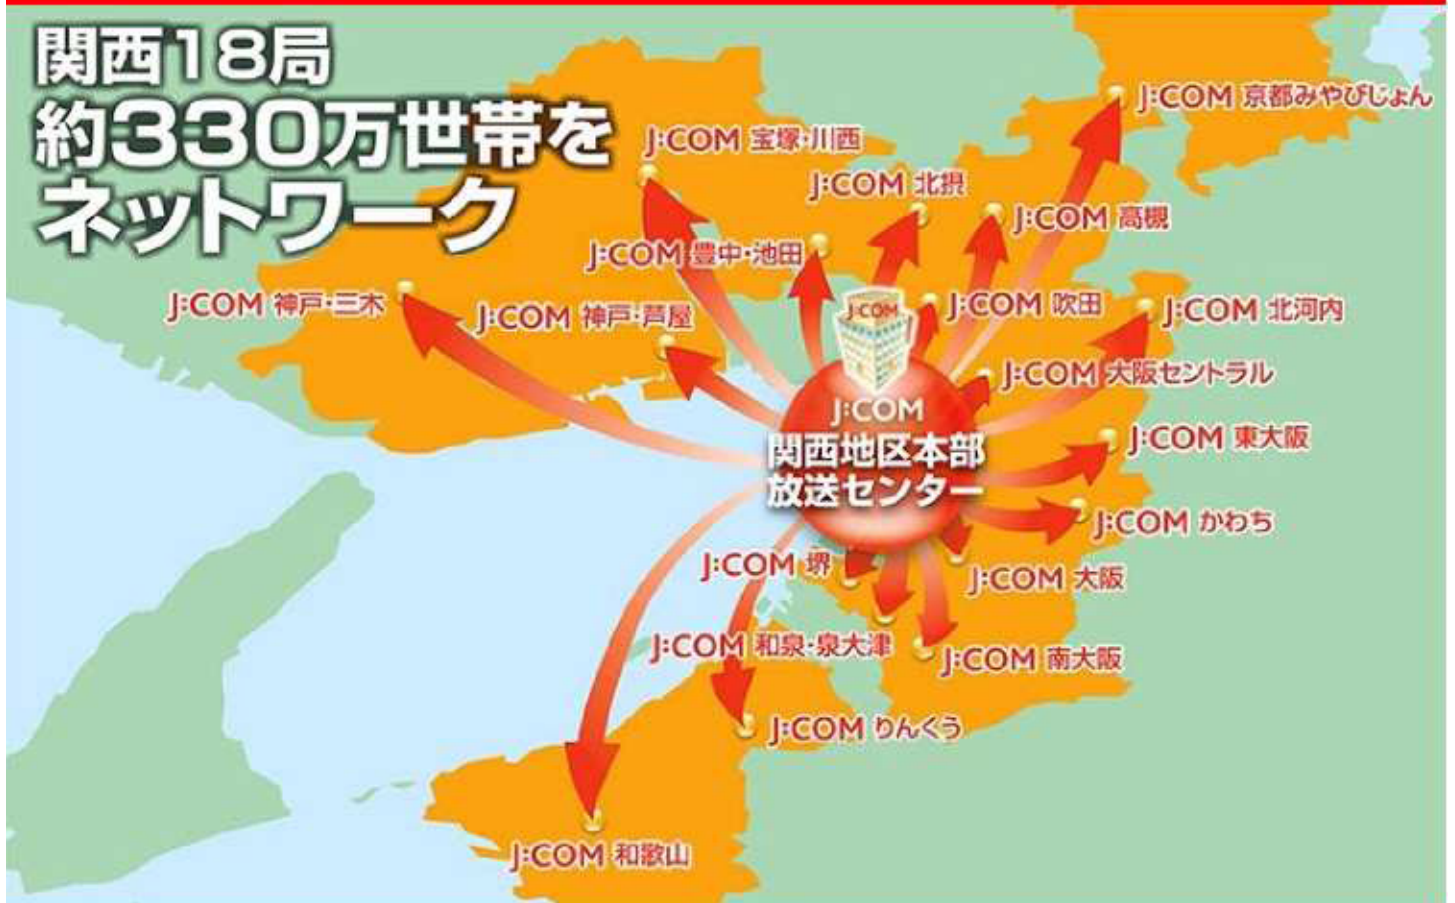 関西18局
約330万世帯を
ネットワーク
J:COM 京都みやびじょん
J:COM 宝塚・川西
J:COM 北摂
J:COM 高槻
J:COM 豊中・池田
J:COM 神戸・三木
J:COM 神戸・芦屋
J:COM
J:COM 吹田
J:COM 北河内
J:COM 大阪セントラル
J:COM
関西地区本部
放送センター
J:COM 東大阪
J:COM かわち
J:COM 堺
J:COM 大阪
J:COM 和泉・泉大津
J:COM 南大阪
J:COM りんくう
J:COM 和歌山